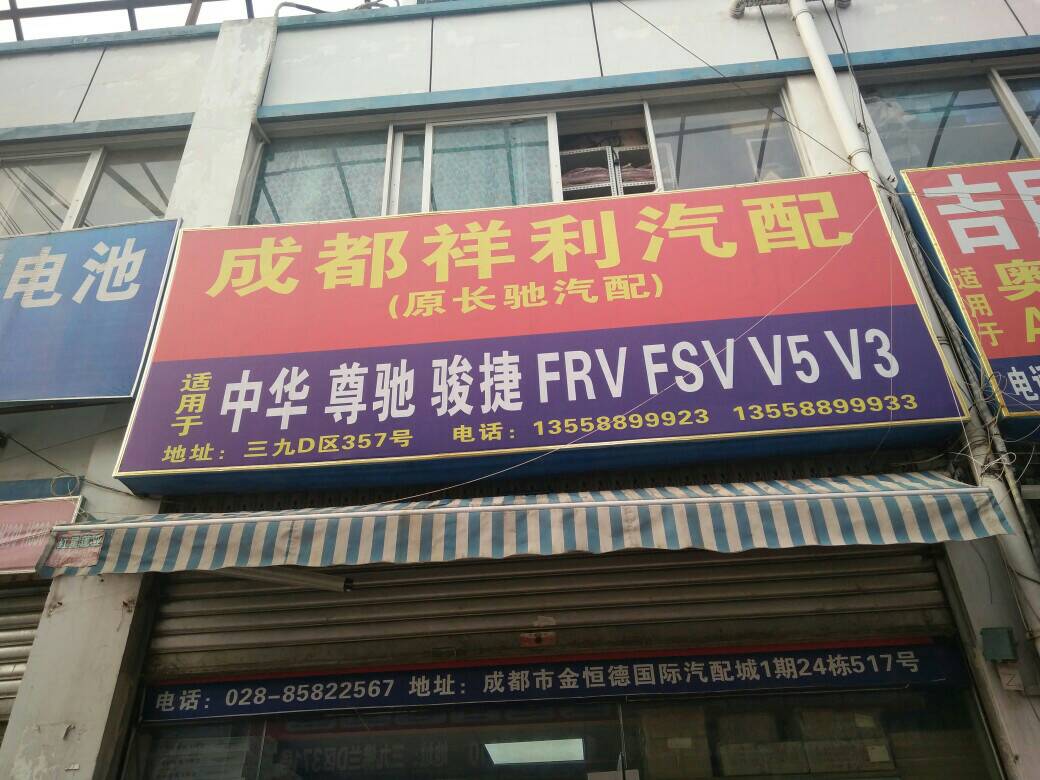 成都祥利汽配
(原长驰汽配)
适用于 中华 尊驰 骏捷 FRV FSV V5 V3
地址：三九D区357号 电话：13558899923 13558899933
电池
吉
适用于
奥
A
电话
电话：028-85822567 地址：成都市金恒德国际汽配城1期24栋517号